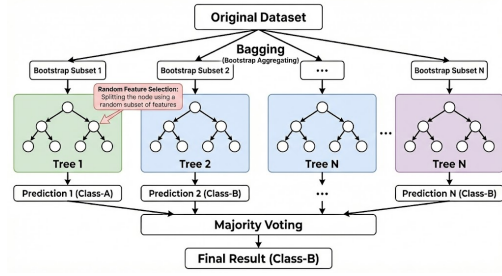 Original Dataset
Bagging
(Bootstrap Aggregating)
Bootstrap Subset 1
Bootstrap Subset 2
...
Bootstrap Subset N
Random Feature Selection:
Splitting the node using a
random subset of features
...
Tree 1
Tree 2
Tree N
Tree N
Prediction 1 (Class-A)
Prediction 2 (Class-B)
...
Prediction N (Class-B)
Majority Voting
Final Result (Class-B)